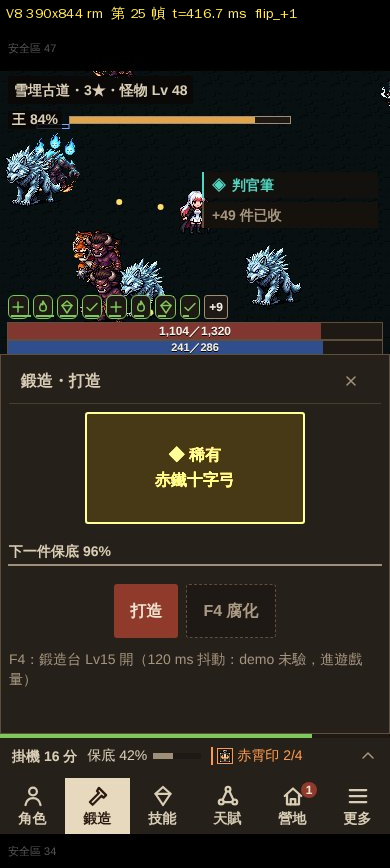 V8 390x844 rm 第 25 幀 t=416.7 ms flip_+1
安全區 47
雪埋古道・3★・怪物 Lv 48
王 84%
◈ 判官筆
+49 件已收
+9
1,104／1,320
241／286
鍛造・打造
×
◆ 稀有
赤鐵十字弓
下一件保底 96%
打造
F4 腐化
F4：鍛造台 Lv15 開（120 ms 抖動：demo 未驗，進遊戲
量）
掛機 16 分 保底 42% 赤霄印 2/4
角色 鍛造 技能 天賦 營地 1 更多
安全區 34